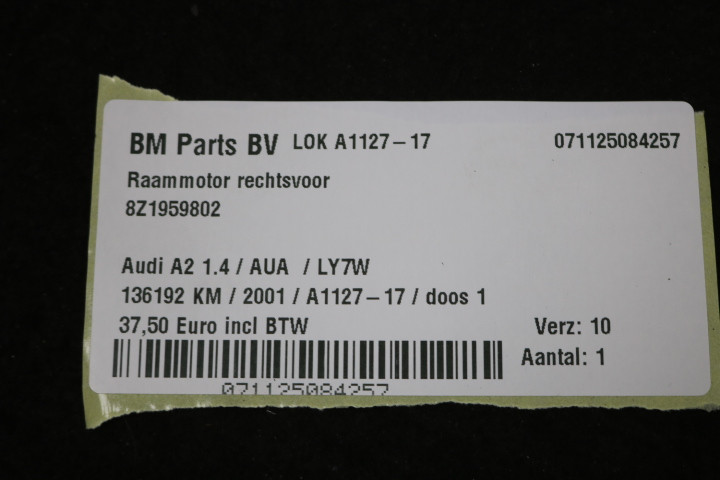 BM Parts BV LOK A1127-17 071125084257
Raammotor rechtsvoor
8Z1959802
Audi A2 1.4 / AUA / LY7W
136192 KM / 2001 / A1127-17 / doos 1
37,50 Euro incl BTW Verz: 10
Aantal: 1
071125084257